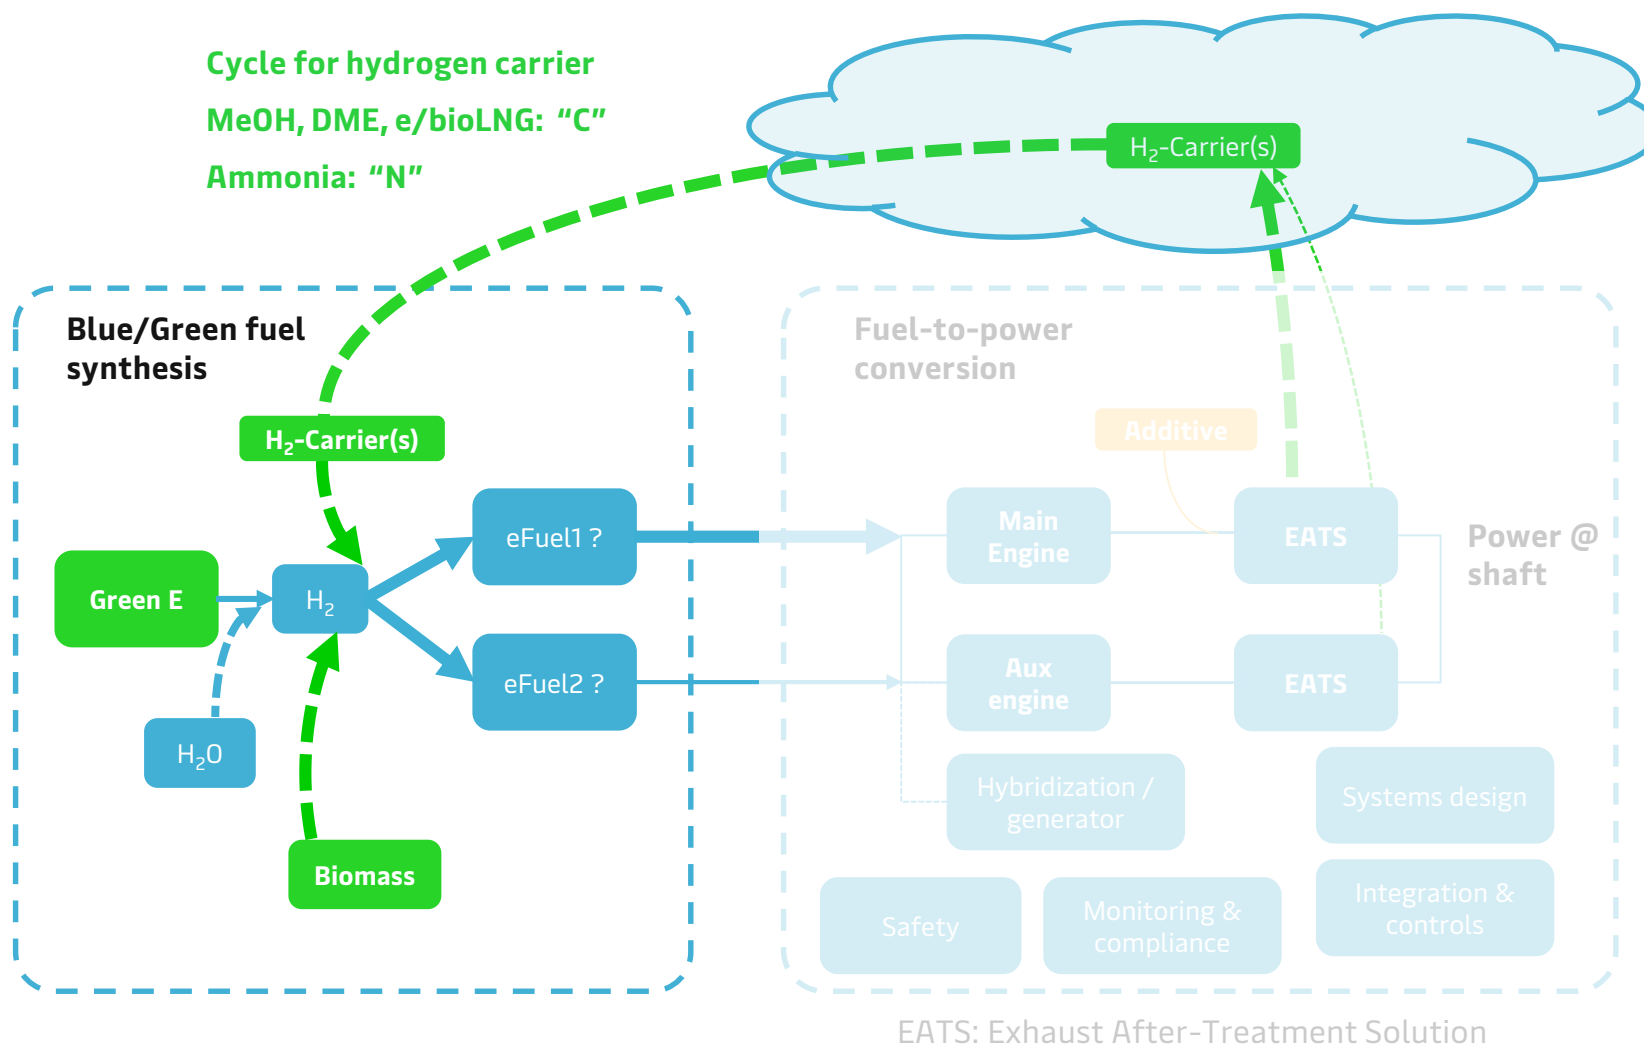 Cycle for hydrogen carrier
MeOH, DME, e/bioLNG: “C”
Ammonia: “N”
H₂-Carrier(s)
Blue/Green fuel
synthesis
H₂-Carrier(s)
Green E
H₂
H₂O
Biomass
eFuel1 ?
eFuel2 ?
Fuel-to-power
conversion
Additive
Main
Engine
EATS
Power @
shaft
Aux
engine
EATS
Hybridization /
generator
Systems design
Safety
Monitoring &
compliance
Integration &
controls
EATS: Exhaust After-Treatment Solution